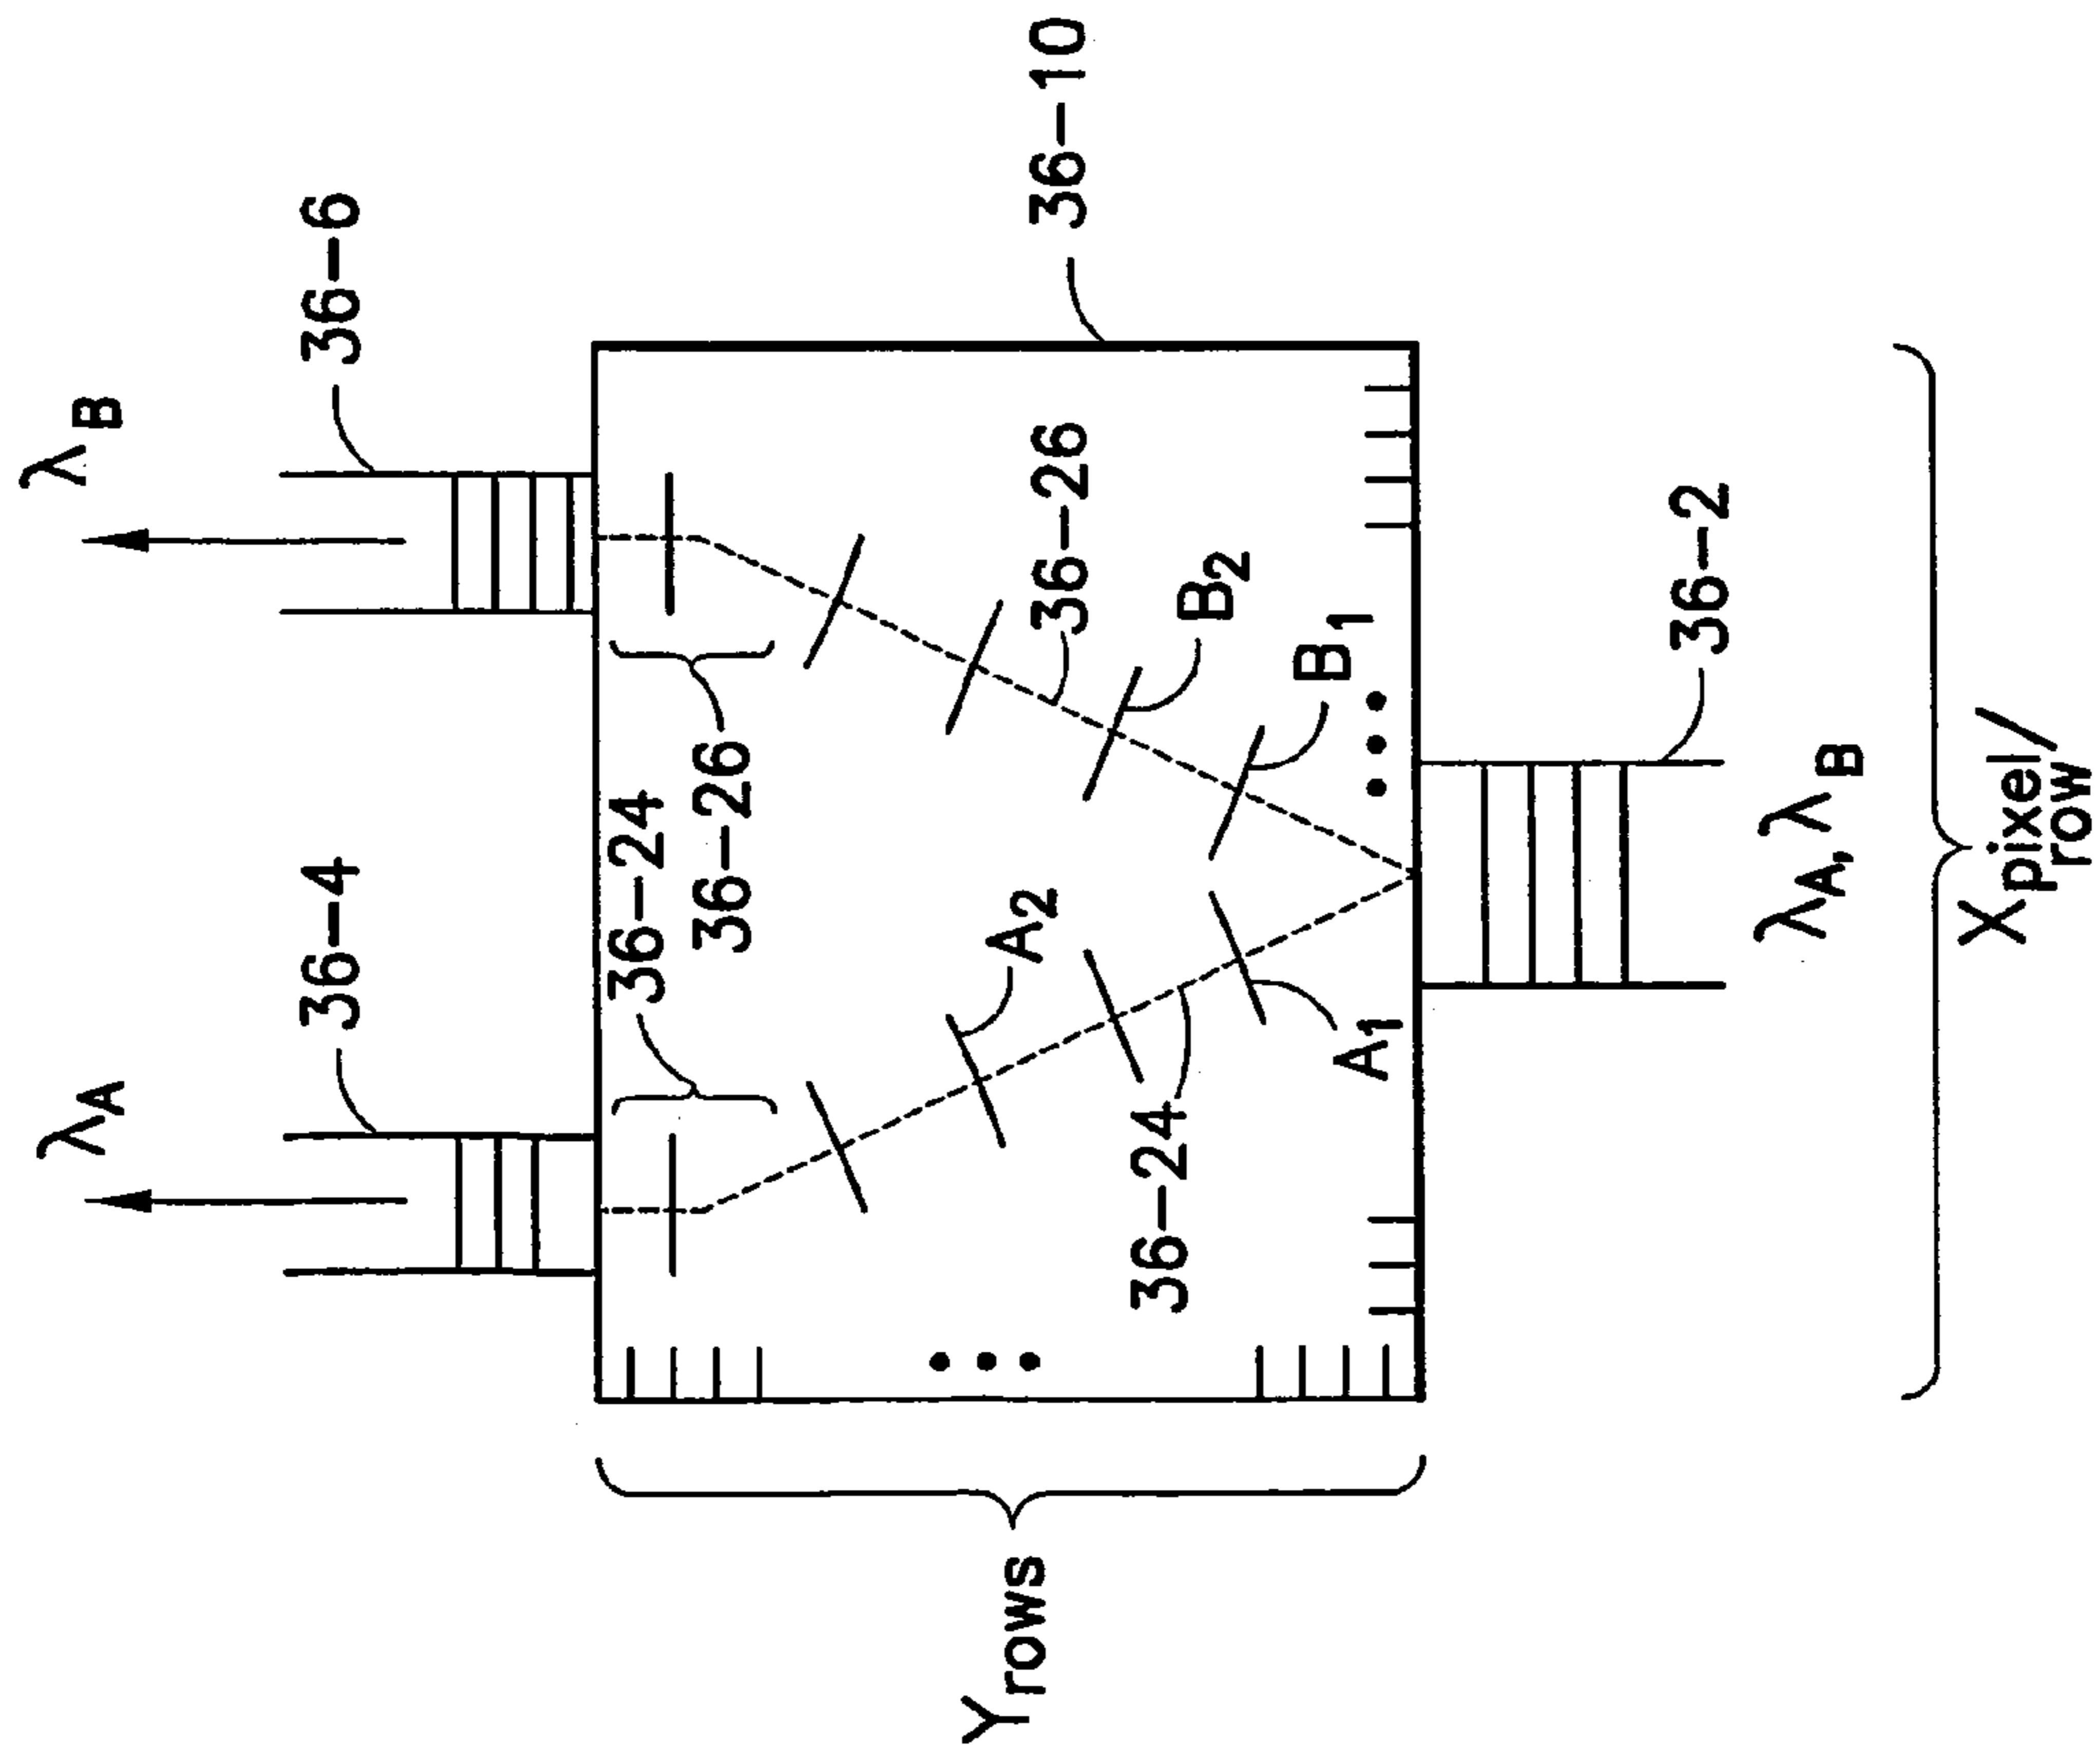 λA
λB
36-4
36-6
36-24
36-26
36-10
A2
36-26
B2
36-24
A1
B1
36-2
λA, λB
Yrows
Xpixel/
row